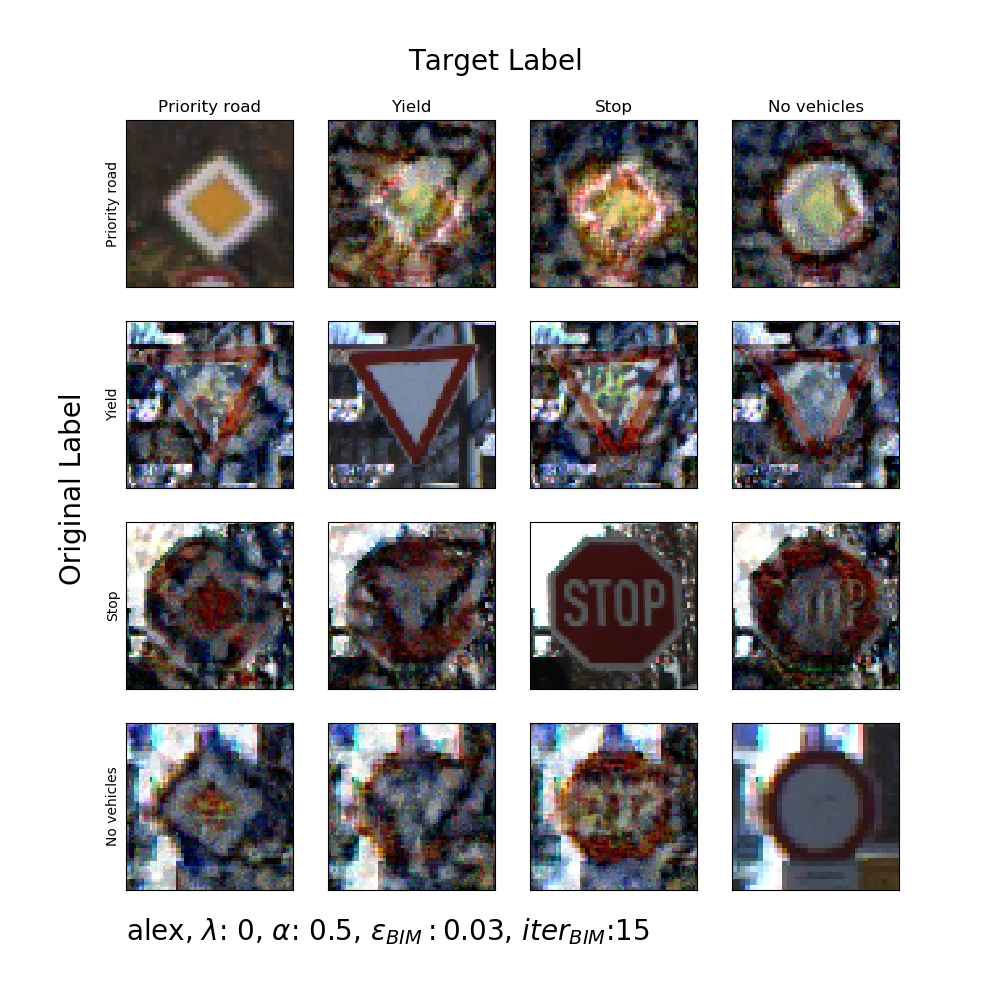 Target Label
Priority road Yield Stop No vehicles
Original Label
Priority road
Yield
Stop
STOP
No vehicles
alex, λ: 0, α: 0.5, ε_BIM : 0.03, iter_BIM:15